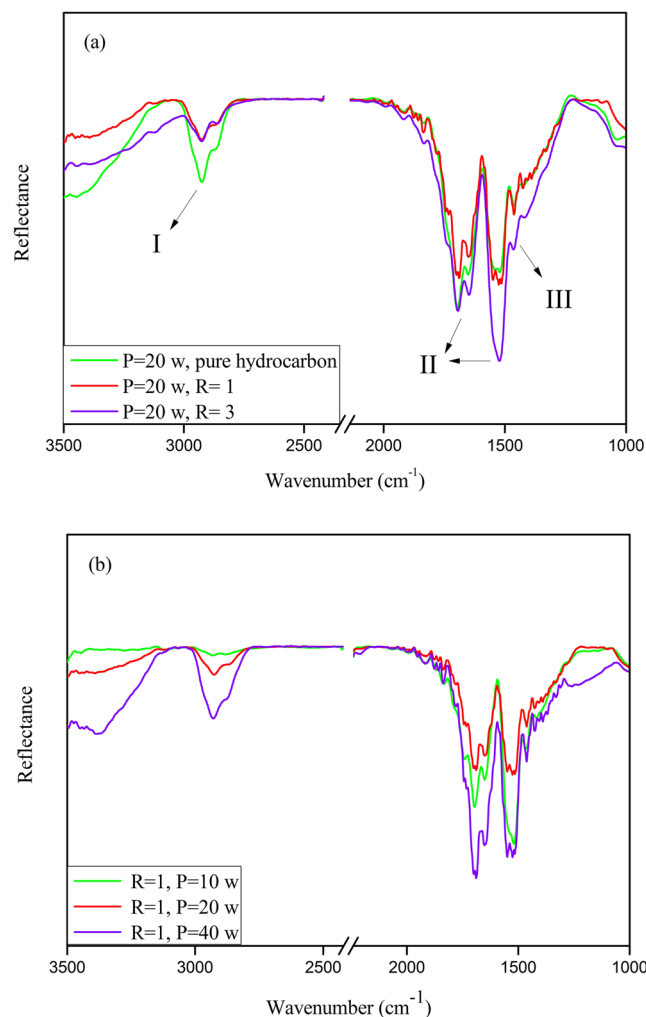 (a)
Reflectance
I
II
III
P=20 w, pure hydrocarbon
P=20 w, R= 1
P=20 w, R= 3
3500 3000 2500 2000 1500 1000
Wavenumber (cm-1)
(b)
Reflectance
R=1, P=10 w
R=1, P=20 w
R=1, P=40 w
3500 3000 2500 2000 1500 1000
Wavenumber (cm-1)